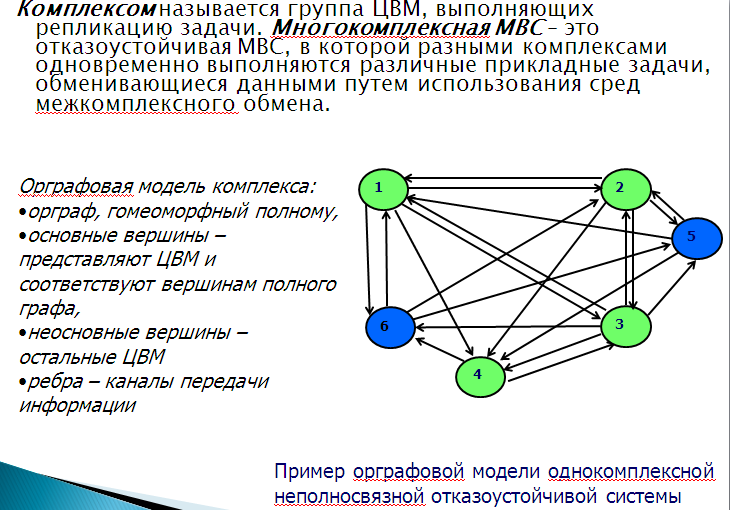 Комплексом называется группа ЦВМ, выполняющих
репликацию задачи. Многокомплексная МВС – это
отказоустойчивая МВС, в которой разными комплексами
одновременно выполняются различные прикладные задачи,
обменивающиеся данными путем использования сред
межкомплексного обмена.
Орграфовая модель комплекса:
•орграф, гомеоморфный полному,
•основные вершины –
представляют ЦВМ и
соответствуют вершинам полного
графа,
•неосновные вершины –
остальные ЦВМ
•ребра – каналы передачи
информации
1
2
5
6
3
4
Пример орграфовой модели однокомплексной
неполносвязной отказоустойчивой системы